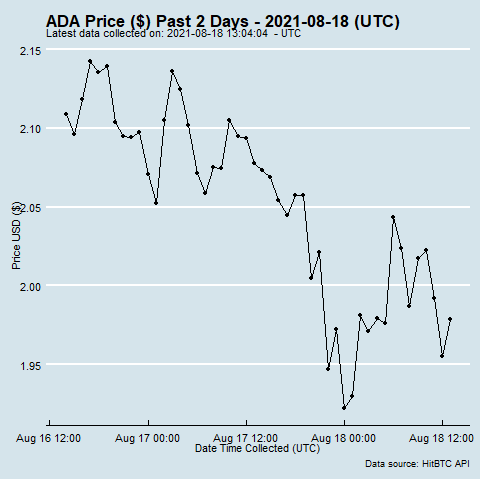 ADA Price ($) Past 2 Days - 2021-08-18 (UTC)
Latest data collected on: 2021-08-18 13:04:04 - UTC
2.15
2.10
2.05
2.00
1.95
Price USD ($)
Aug 16 12:00
Aug 17 00:00
Aug 17 12:00
Aug 18 00:00
Aug 18 12:00
Date Time Collected (UTC)
Data source: HitBTC API